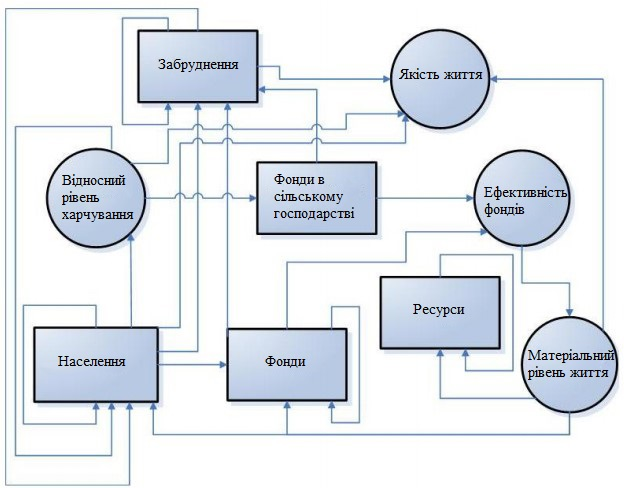 Забруднення
Якість життя
Відносний
рівень
харчування
Фонди в
сільському
господарстві
Ефективність
фондів
Ресурси
Населення
Фонди
Матеріальний
рівень життя